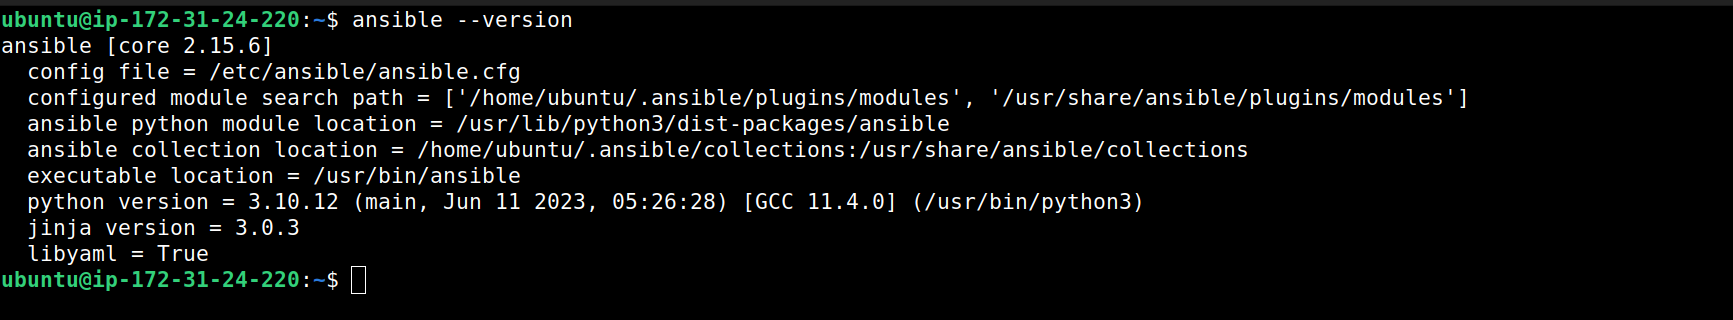 ubuntu@ip-172-31-24-220:~$ ansible --version
ansible [core 2.15.6]
  config file = /etc/ansible/ansible.cfg
  configured module search path = ['/home/ubuntu/.ansible/plugins/modules', '/usr/share/ansible/plugins/modules']
  ansible python module location = /usr/lib/python3/dist-packages/ansible
  ansible collection location = /home/ubuntu/.ansible/collections:/usr/share/ansible/collections
  executable location = /usr/bin/ansible
  python version = 3.10.12 (main, Jun 11 2023, 05:26:28) [GCC 11.4.0] (/usr/bin/python3)
  jinja version = 3.0.3
  libyaml = True
ubuntu@ip-172-31-24-220:~$